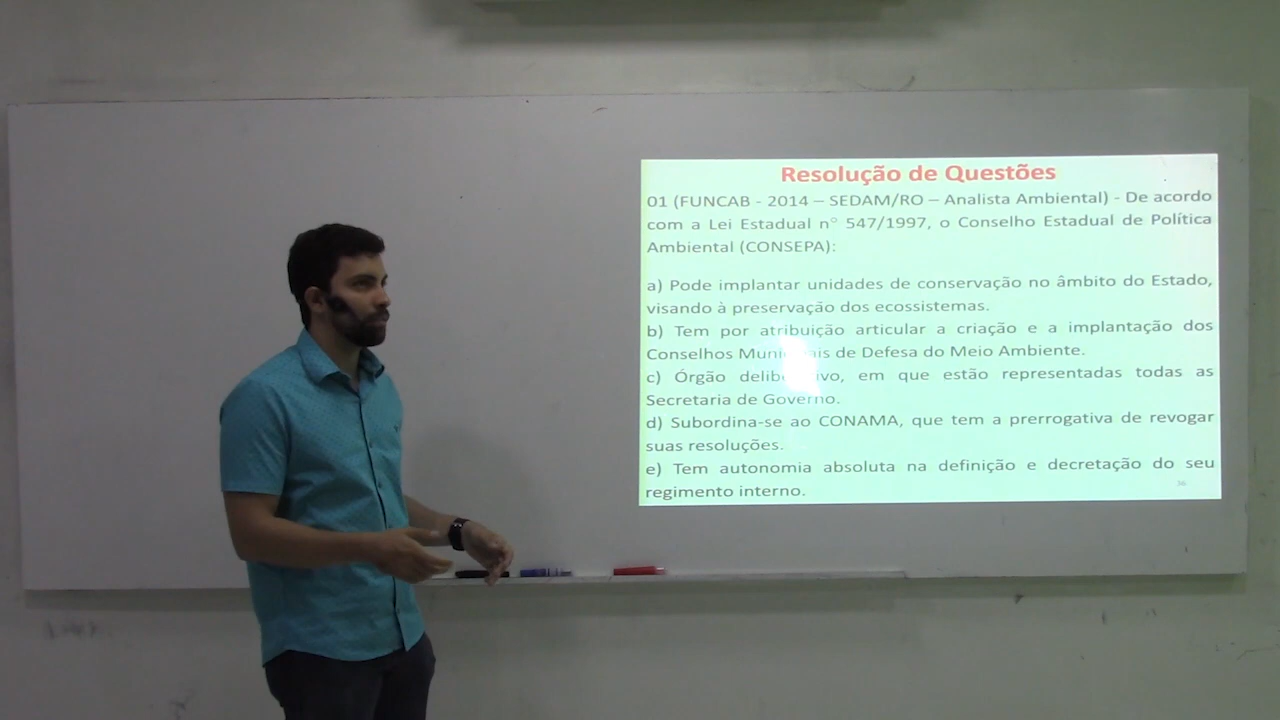 Resolução de Questões
01 (FUNCAB - 2014 – SEDAM/RO – Analista Ambiental) - De acordo
com a Lei Estadual n° 547/1997, o Conselho Estadual de Política
Ambiental (CONSEPA):
a) Pode implantar unidades de conservação no âmbito do Estado,
visando à preservação dos ecossistemas.
b) Tem por atribuição articular a criação e a implantação dos
Conselhos Municipais de Defesa do Meio Ambiente.
c) Órgão deliberativo, em que estão representadas todas as
Secretaria de Governo.
d) Subordina-se ao CONAMA, que tem a prerrogativa de revogar
suas resoluções.
e) Tem autonomia absoluta na definição e decretação do seu
regimento interno.
36